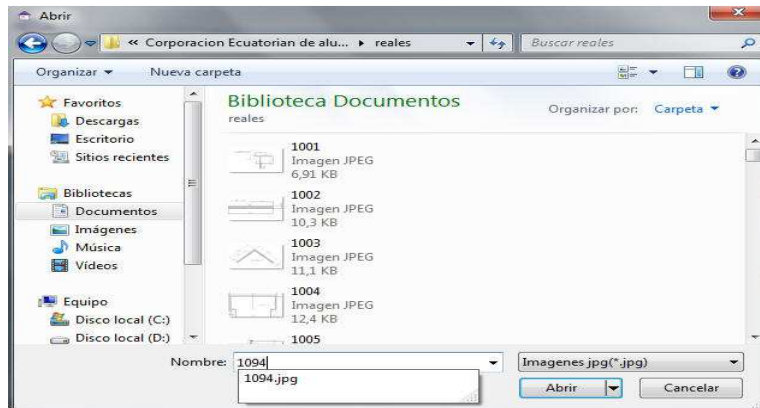 Abrir
« Corporacion Ecuatorian de alu... ▸ reales
Buscar reales
Organizar
Nueva carpeta
Favoritos
Descargas
Escritorio
Sitios recientes
Bibliotecas
Documentos
Imágenes
Música
Vídeos
Equipo
Disco local (C:)
Disco local (D:)
Biblioteca Documentos
reales
Organizar por: Carpeta
1001
Imagen JPEG
6,91 KB
1002
Imagen JPEG
10,3 KB
1003
Imagen JPEG
11,1 KB
1004
Imagen JPEG
12,4 KB
1005
Nombre: 1094
Imagenes jpg(*.jpg)
1094.jpg
Abrir
Cancelar